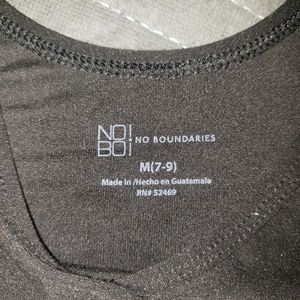 NO!
BO!
NO BOUNDARIES
M(7-9)
Made in /Hecho en Guatemala
RN# 52469